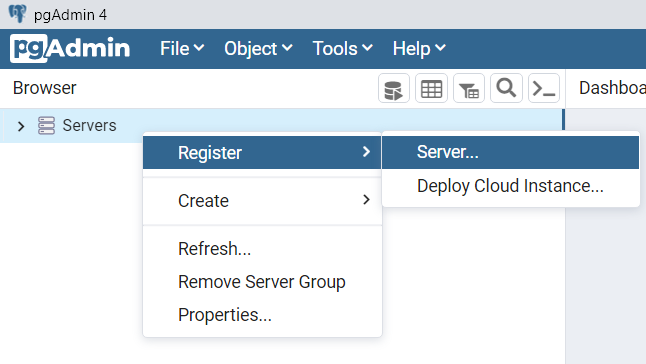 pgAdmin 4
pgAdmin File Object Tools Help
Browser Dashboa
Servers
Register Server...
Deploy Cloud Instance...
Create
Refresh...
Remove Server Group
Properties...